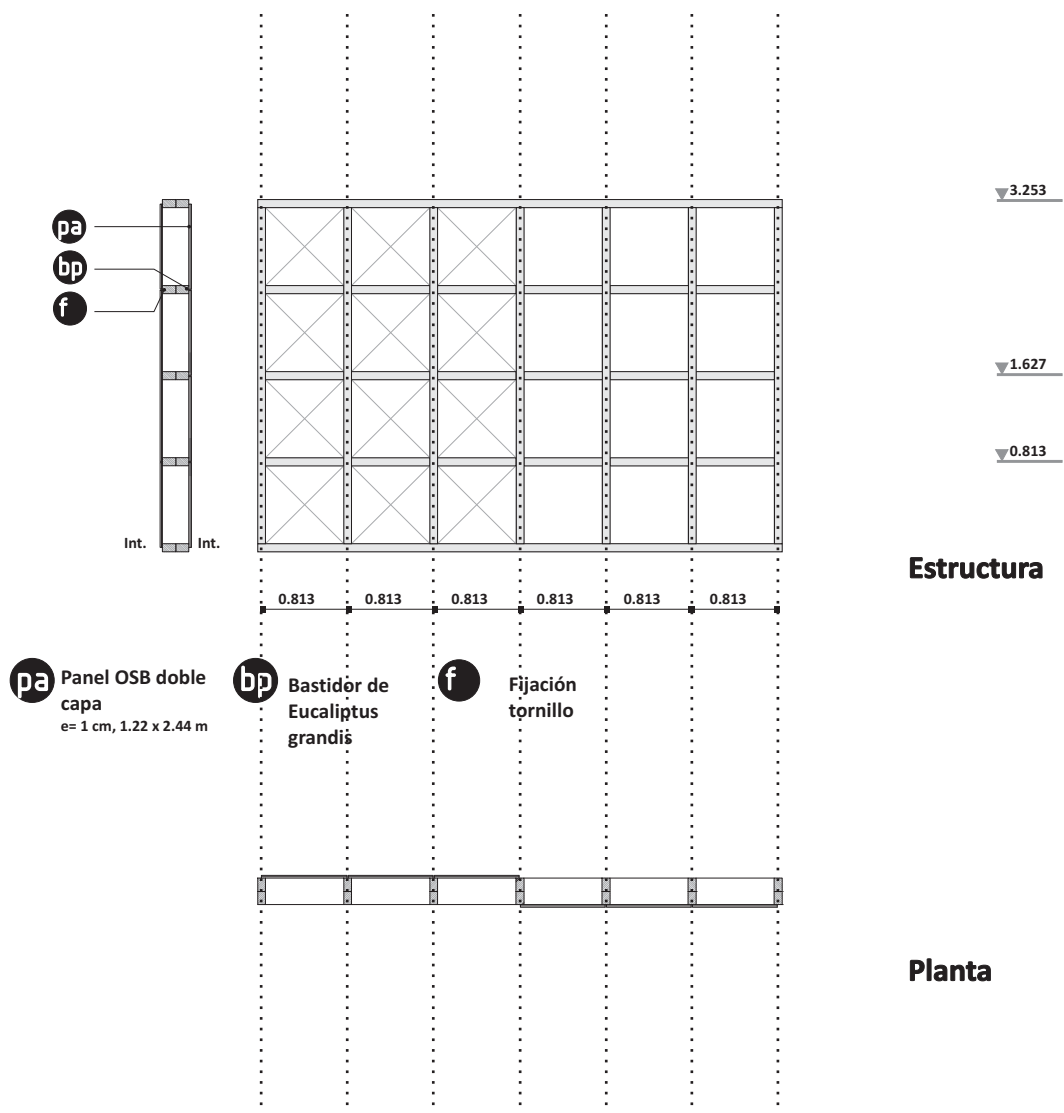 3.253
pa
bp
f
1.627
0.813
Int. Int.
Estructura
0.813 0.813 0.813 0.813 0.813 0.813
pa Panel OSB doble
capa
e= 1 cm, 1.22 x 2.44 m
bp Bastidor de
Eucaliptus
grandis
f Fijación
tornillo
Planta